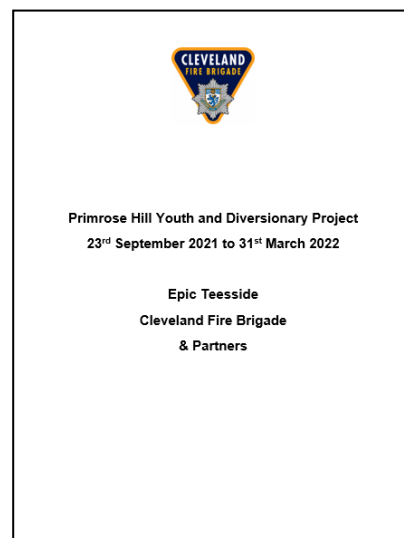 CLEVELAND
FIRE BRIGADE
Primrose Hill Youth and Diversionary Project
23rd September 2021 to 31st March 2022
Epic Teesside
Cleveland Fire Brigade
& Partners